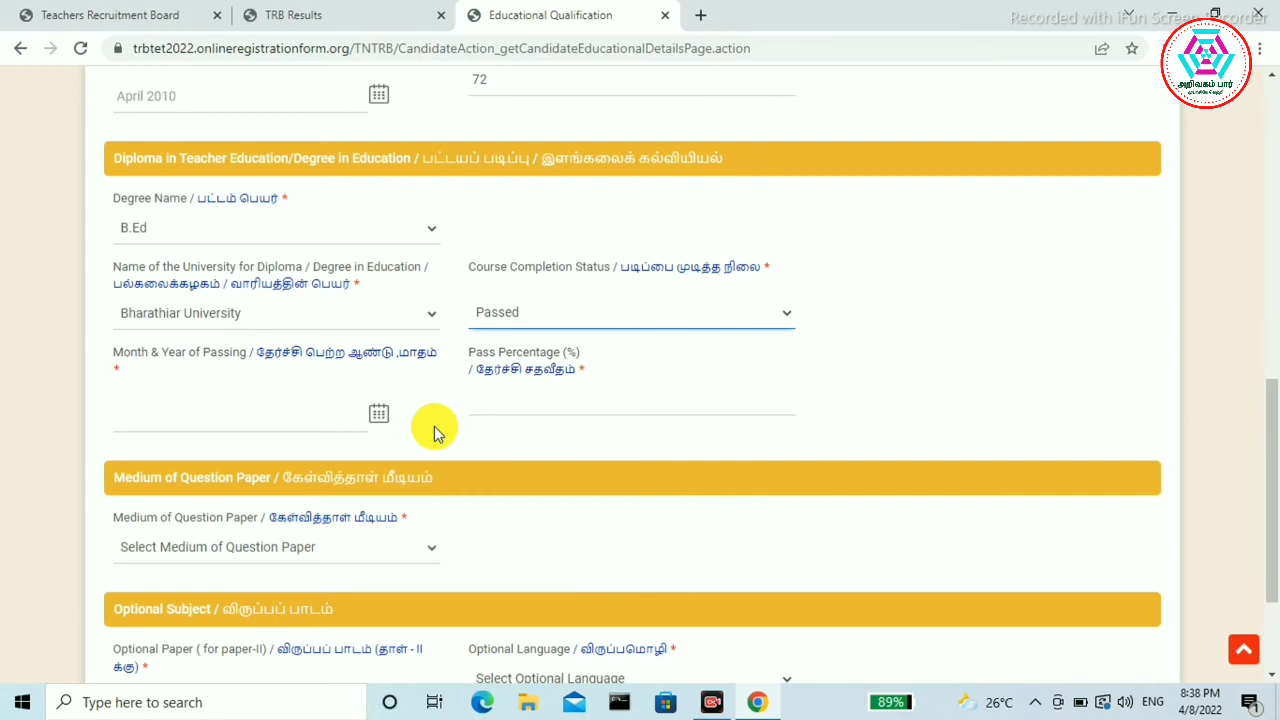 Teachers Recruitment Board
TRB Results
Educational Qualification
Recorded with iFun Screen Recorder
trbtet2022.onlineregistrationform.org/TNTRB/CandidateAction_getCandidateEducationalDetailsPage.action
அறிவகம் பார்
April 2010
72
Diploma in Teacher Education/Degree in Education / பட்டயப் படிப்பு / இளங்கலைக் கல்வியியல்
Degree Name / பட்டம் பெயர் *
B.Ed
Name of the University for Diploma / Degree in Education /
பல்கலைக்கழகம் / வாரியத்தின் பெயர் *
Course Completion Status / படிப்பை முடித்த நிலை *
Bharathiar University
Passed
Month & Year of Passing / தேர்ச்சி பெற்ற ஆண்டு ,மாதம்
*
Pass Percentage (%)
/ தேர்ச்சி சதவீதம் *
Medium of Question Paper / கேள்வித்தாள் மீடியம்
Medium of Question Paper / கேள்வித்தாள் மீடியம் *
Select Medium of Question Paper
Optional Subject / விருப்பப் பாடம்
Optional Paper ( for paper-II) / விருப்பப் பாடம் (தாள் - II
க்கு) *
Optional Language / விருப்பமொழி *
Select Optional Language
Type here to search
89%
26°C
ENG
8:38 PM
4/8/2022
1